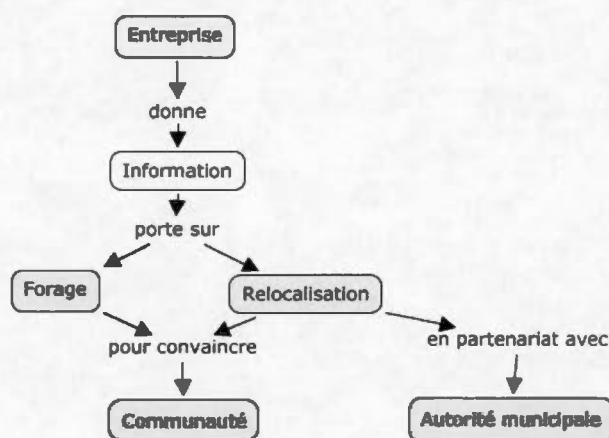 Entreprise
donne
Information
porte sur
Forage
Relocalisation
pour convaincre
en partenariat avec
Communauté
Autorité municipale